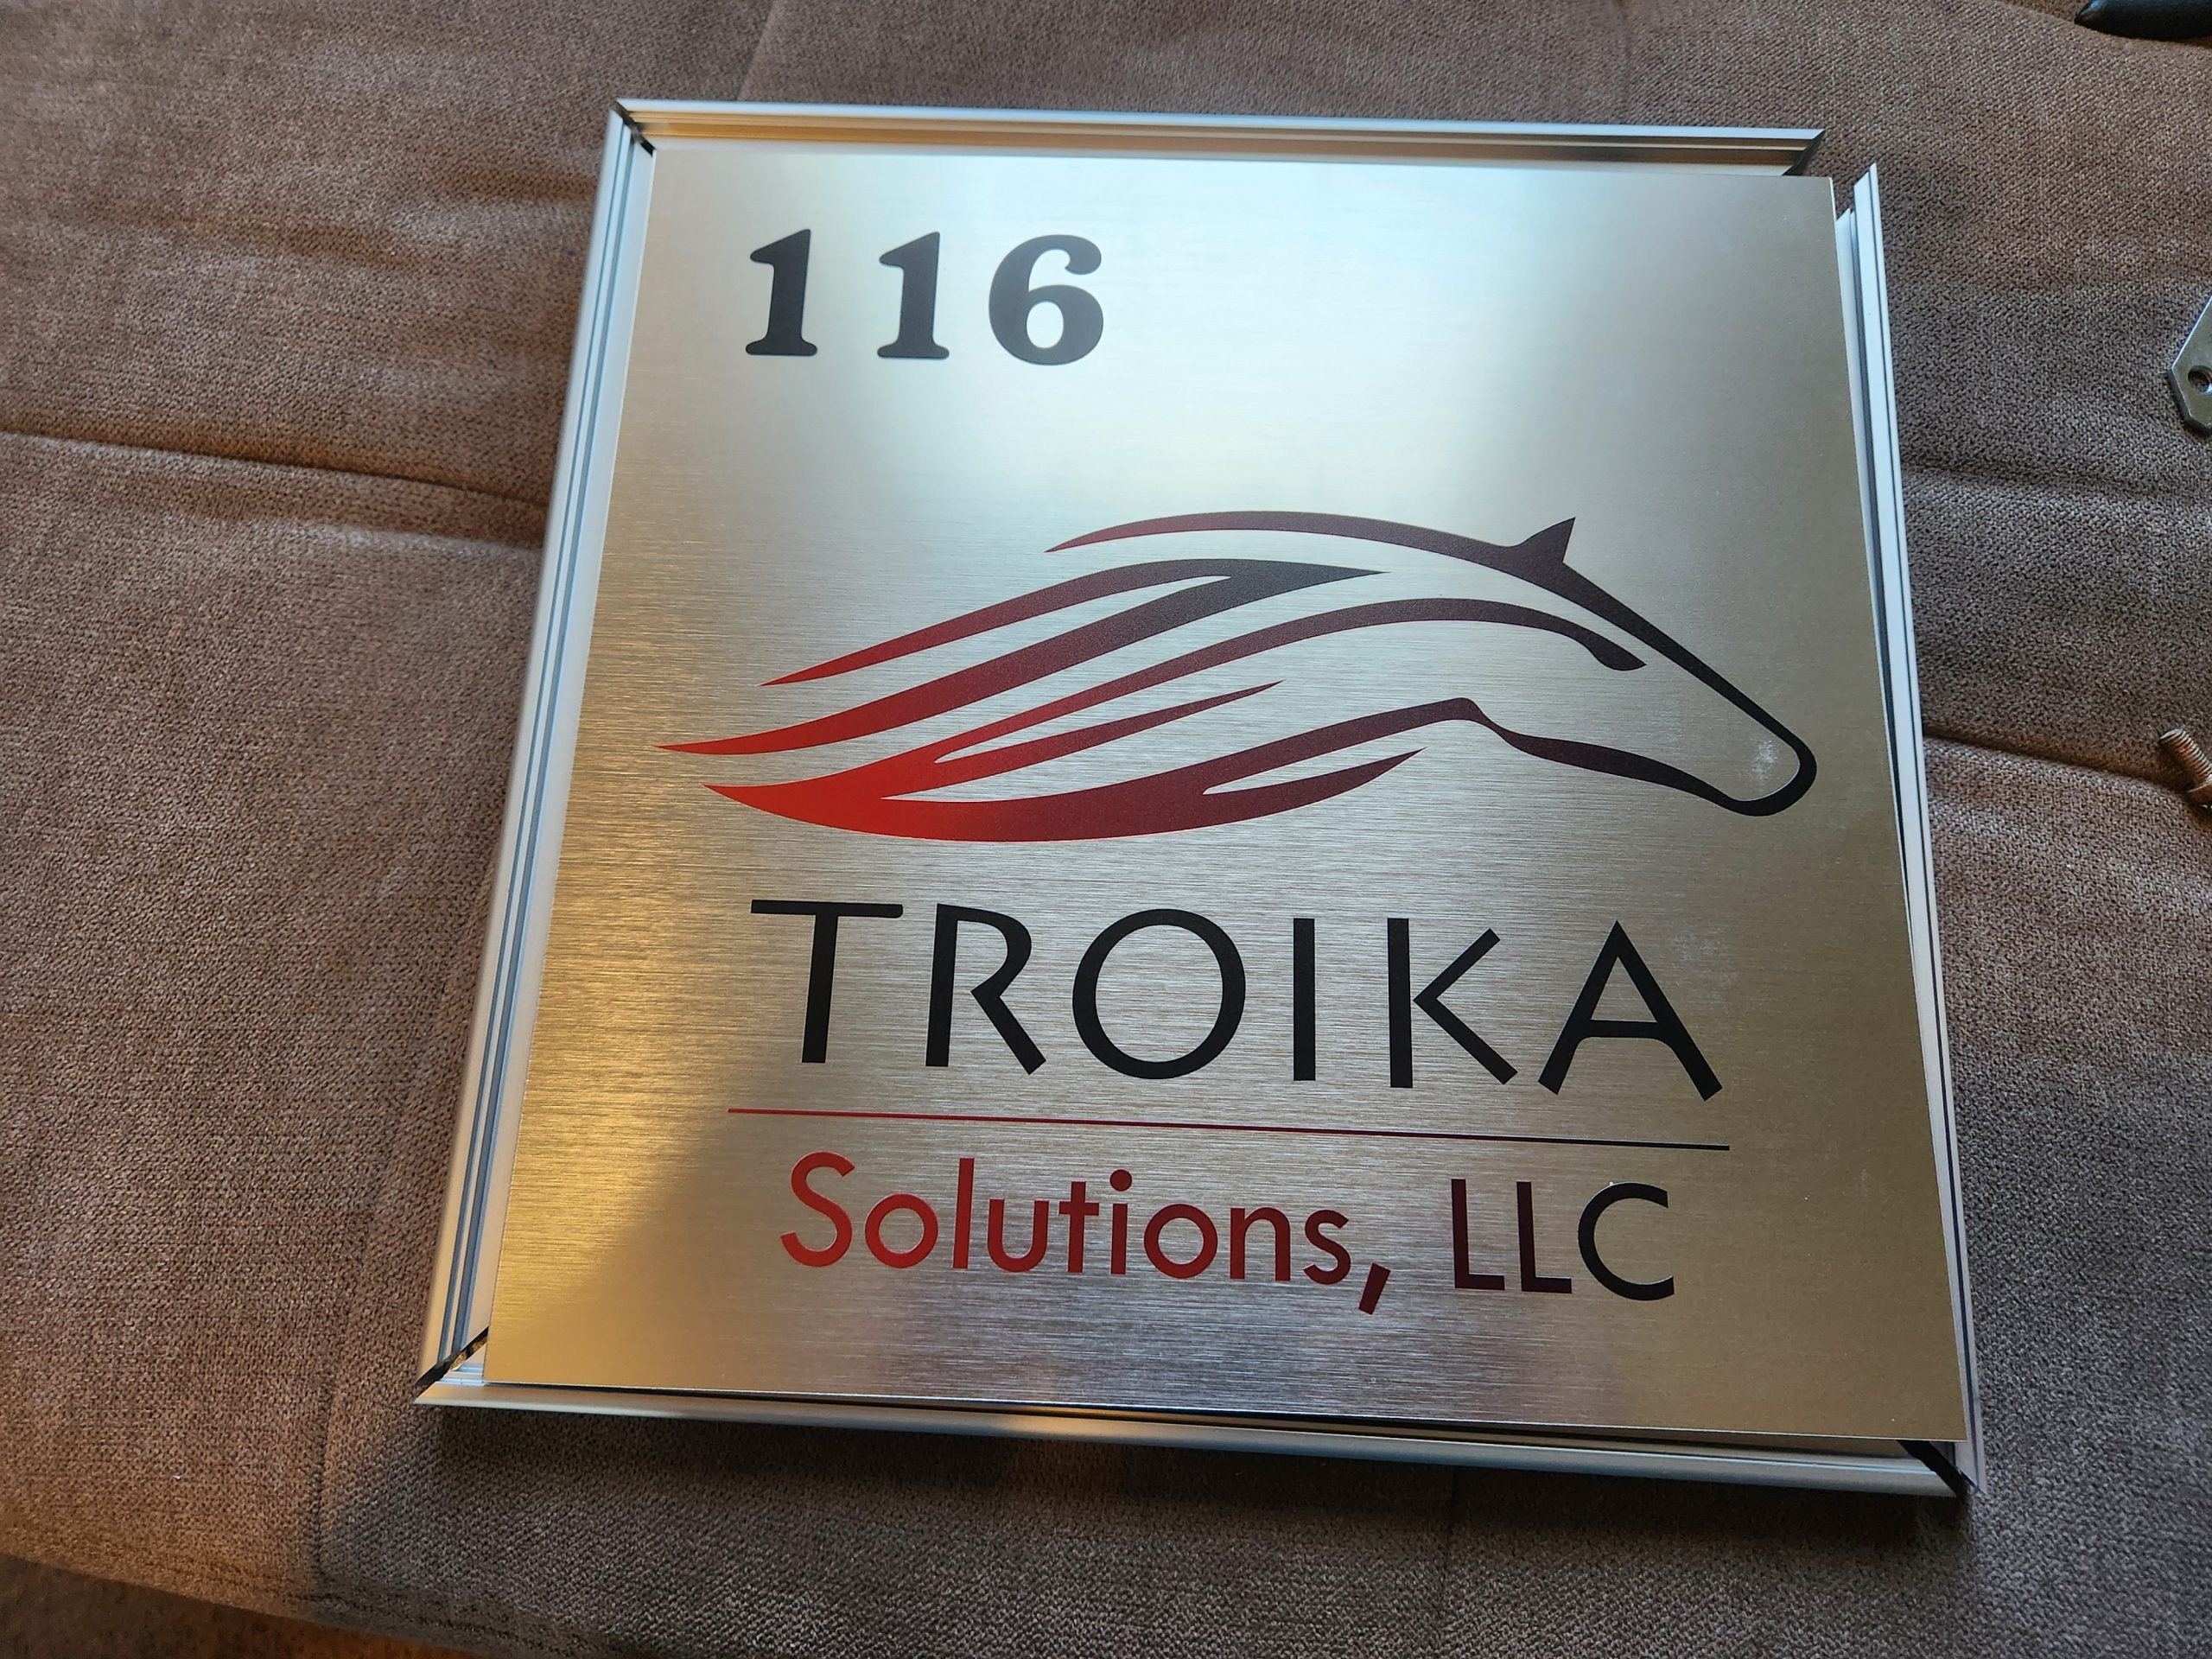 116
TROIKA
Solutions, LLC